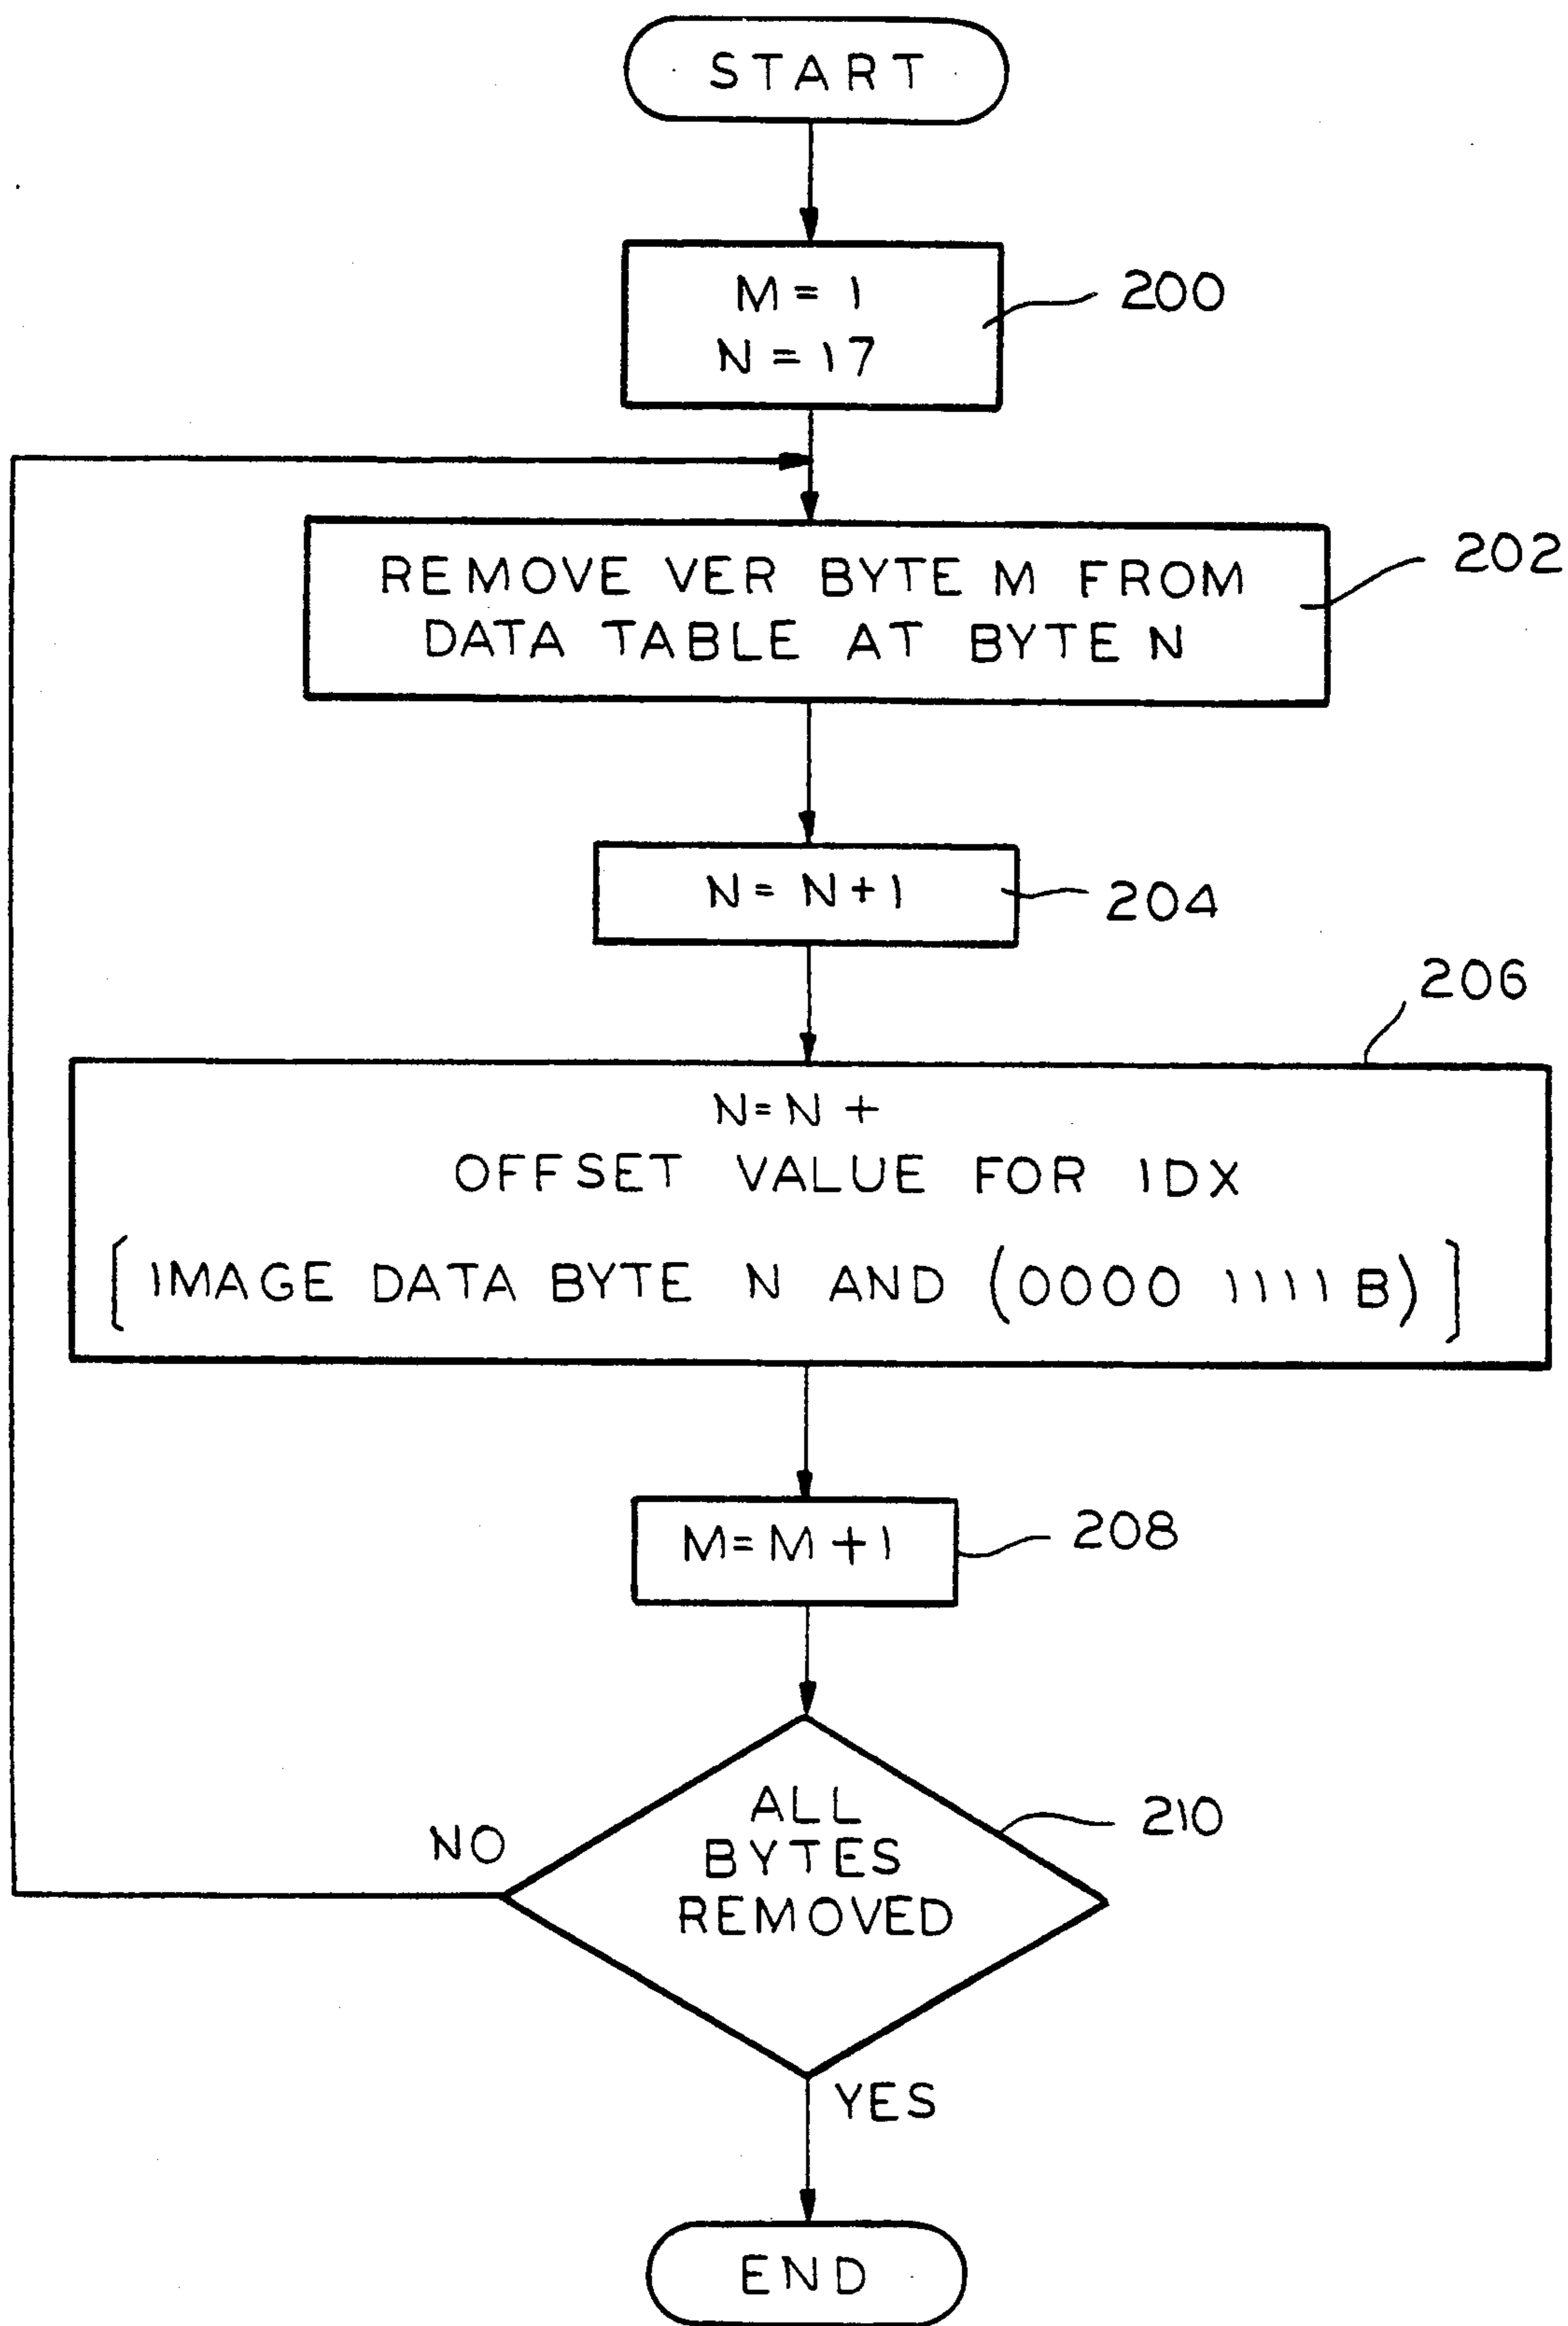 START
M = 1
N = 17
200
REMOVE VER BYTE M FROM
DATA TABLE AT BYTE N
202
N = N + 1
204
206
N = N +
OFFSET VALUE FOR IDX
[IMAGE DATA BYTE N AND (0000 1111 B)]
M = M + 1
208
ALL
BYTES
REMOVED
210
NO
YES
END